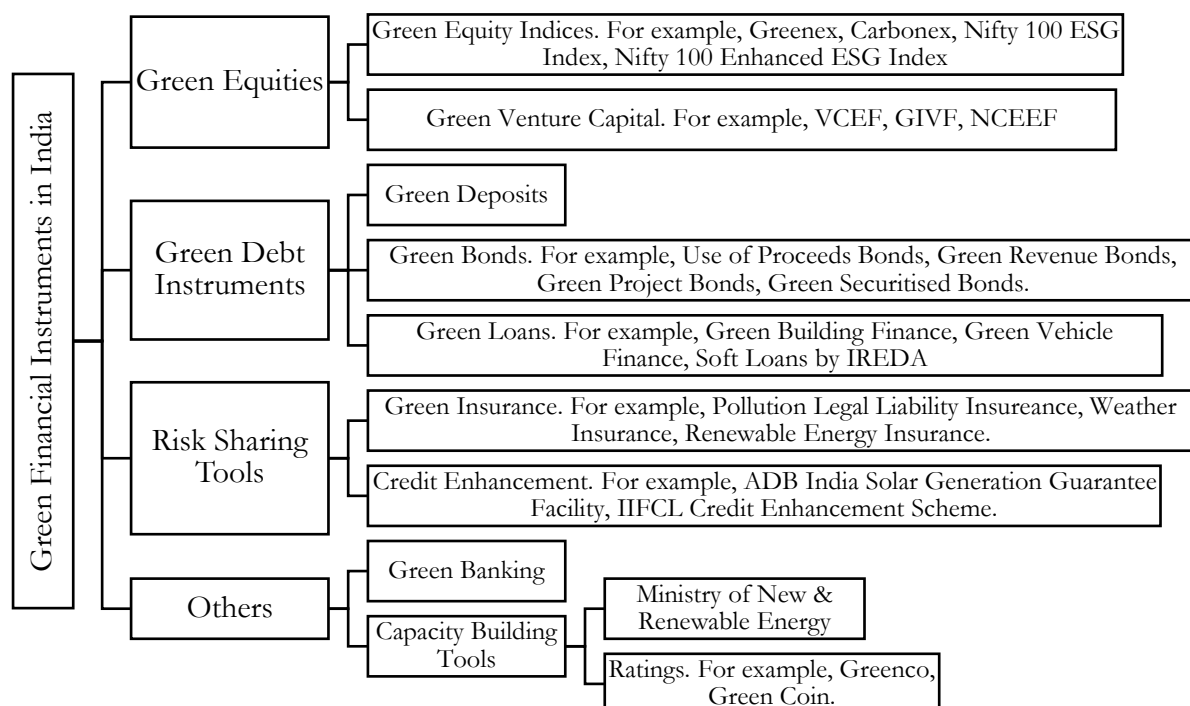 Green Financial Instruments in India
Green Equities
Green Equity Indices. For example, Greenex, Carbonex, Nifty 100 ESG
Index, Nifty 100 Enhanced ESG Index
Green Venture Capital. For example, VCEF, GIVF, NCEEF
Green Debt
Instruments
Green Deposits
Green Bonds. For example, Use of Proceeds Bonds, Green Revenue Bonds,
Green Project Bonds, Green Securitised Bonds.
Green Loans. For example, Green Building Finance, Green Vehicle
Finance, Soft Loans by IREDA
Risk Sharing
Tools
Green Insurance. For example, Pollution Legal Liability Insureance, Weather
Insurance, Renewable Energy Insurance.
Credit Enhancement. For example, ADB India Solar Generation Guarantee
Facility, IIFCL Credit Enhancement Scheme.
Others
Green Banking
Capacity Building
Tools
Ministry of New &
Renewable Energy
Ratings. For example, Greenco,
Green Coin.